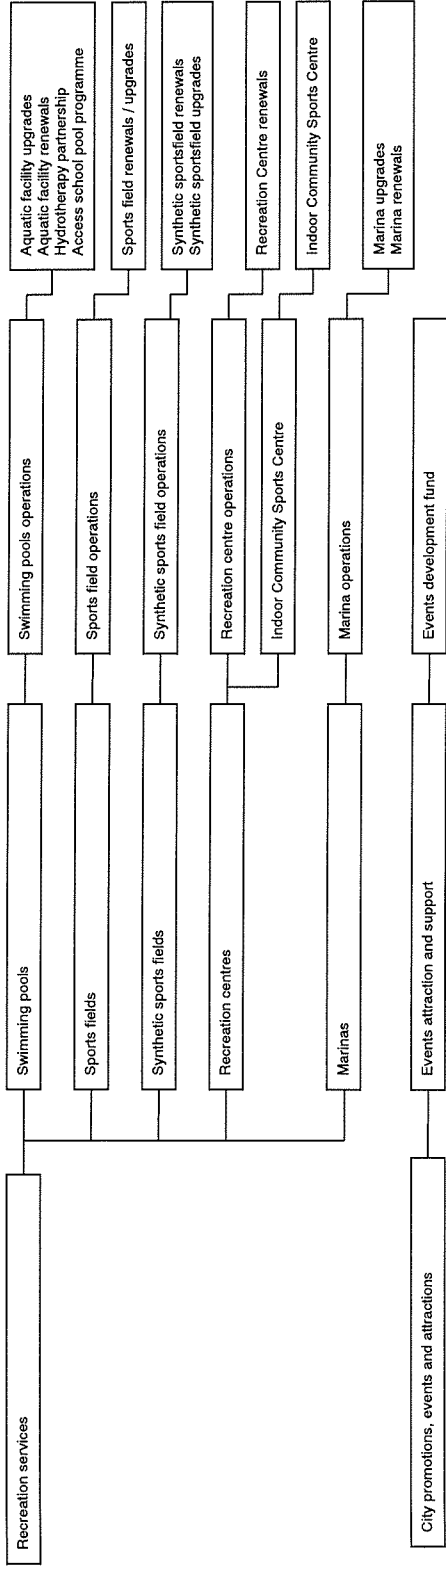 Recreation services
Swimming pools
Swimming pools operations
Aquatic facility upgrades
Aquatic facility renewals
Hydrotherapy partnership
Access school pool programme
Sports fields
Sports field operations
Sports field renewals / upgrades
Synthetic sports fields
Synthetic sports field operations
Synthetic sportsfield renewals
Synthetic sportsfield upgrades
Recreation centres
Recreation centre operations
Recreation Centre renewals
Indoor Community Sports Centre
Indoor Community Sports Centre
Marinas
Marina operations
Marina upgrades
Marina renewals
City promotions, events and attractions
Events attraction and support
Events development fund